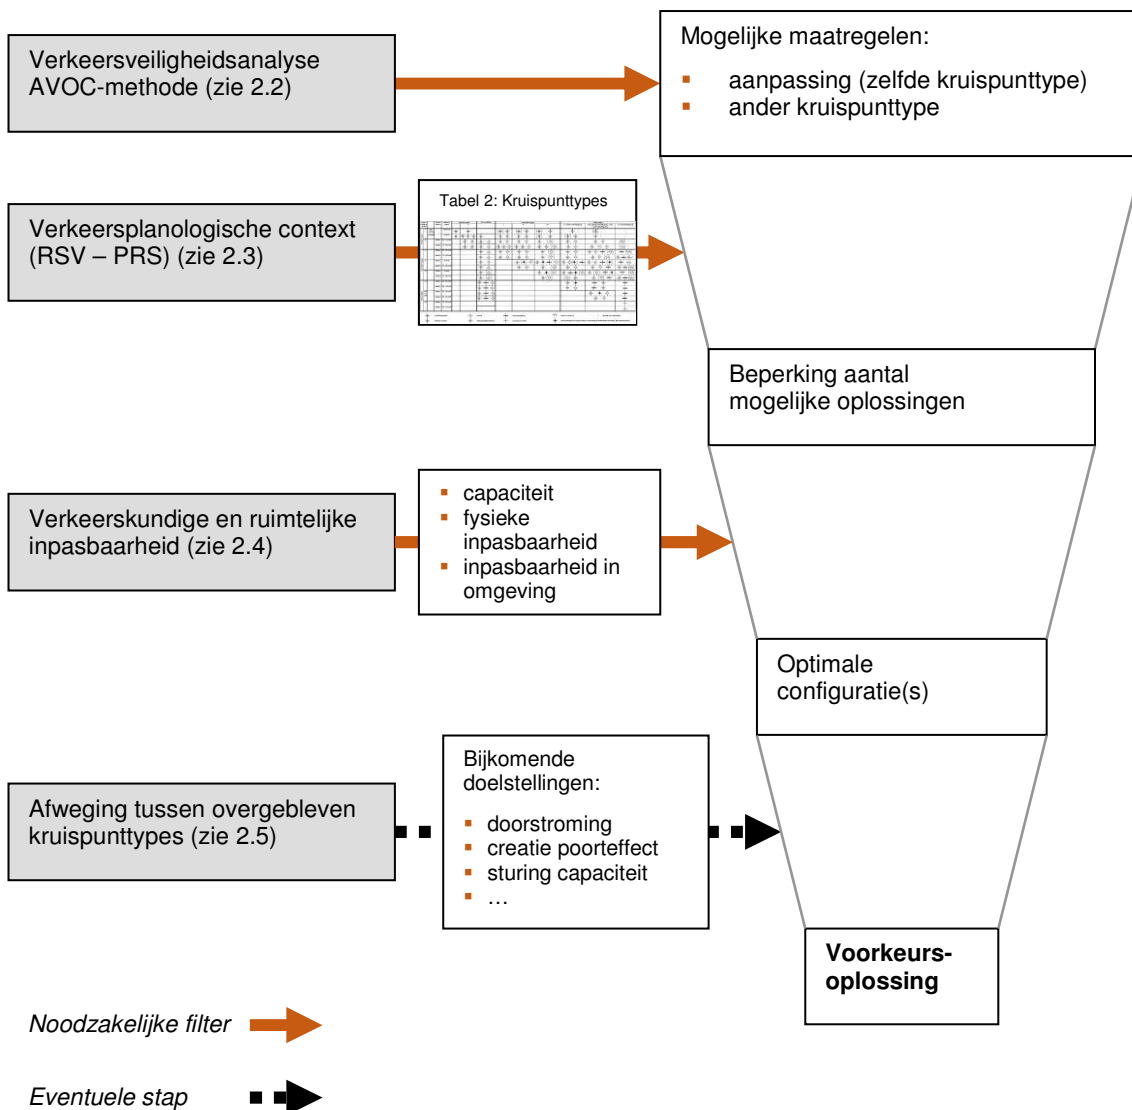 Verkeersveiligheidsanalyse
AVOC-methode (zie 2.2)
Mogelijke maatregelen:
▪ aanpassing (zelfde kruispunttype)
▪ ander kruispunttype
Verkeersplanologische context
(RSV – PRS) (zie 2.3)
Tabel 2: Kruispunttypes
Beperking aantal
mogelijke oplossingen
Verkeerskundige en ruimtelijke
inpasbaarheid (zie 2.4)
▪ capaciteit
▪ fysieke
inpasbaarheid
▪ inpasbaarheid in
omgeving
Optimale
configuratie(s)
Afweging tussen overgebleven
kruispunttypes (zie 2.5)
Bijkomende
doelstellingen:
▪ doorstroming
▪ creatie poorteffect
▪ sturing capaciteit
▪ …
Voorkeurs-
oplossing
Noodzakelijke filter
Eventuele stap